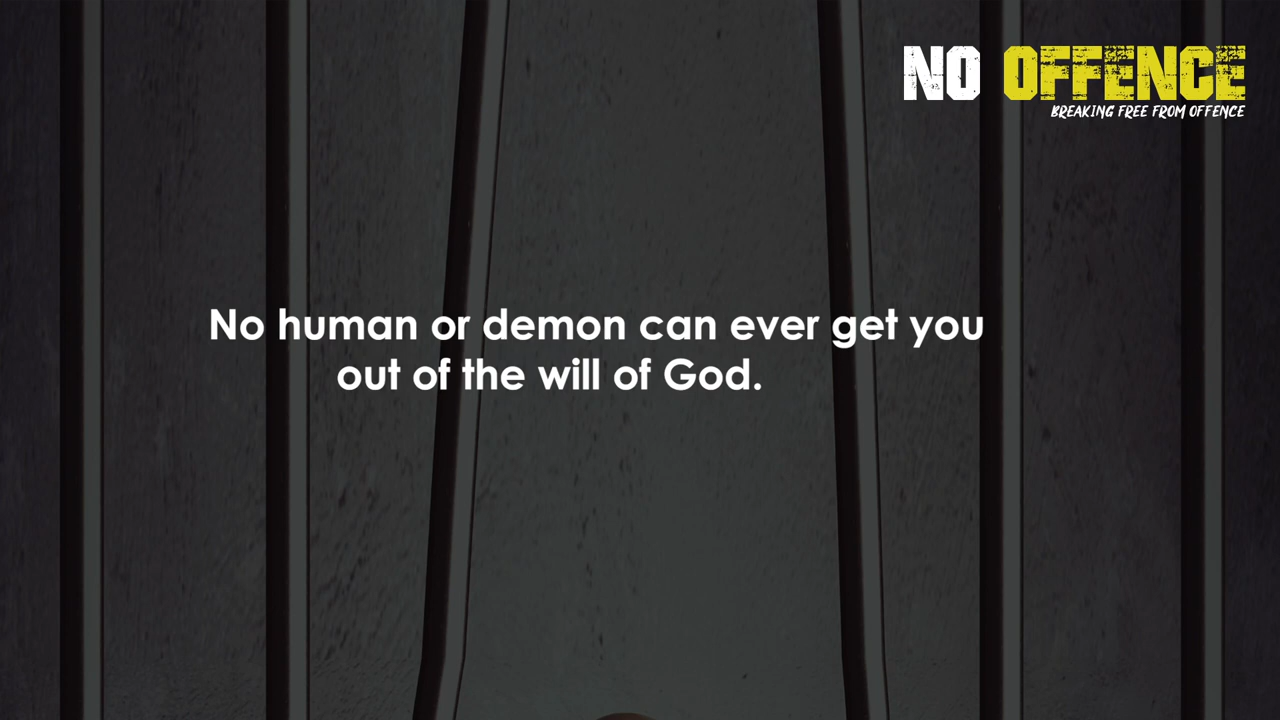 NO OFFENCE
BREAKING FREE FROM OFFENCE
No human or demon can ever get you
out of the will of God.